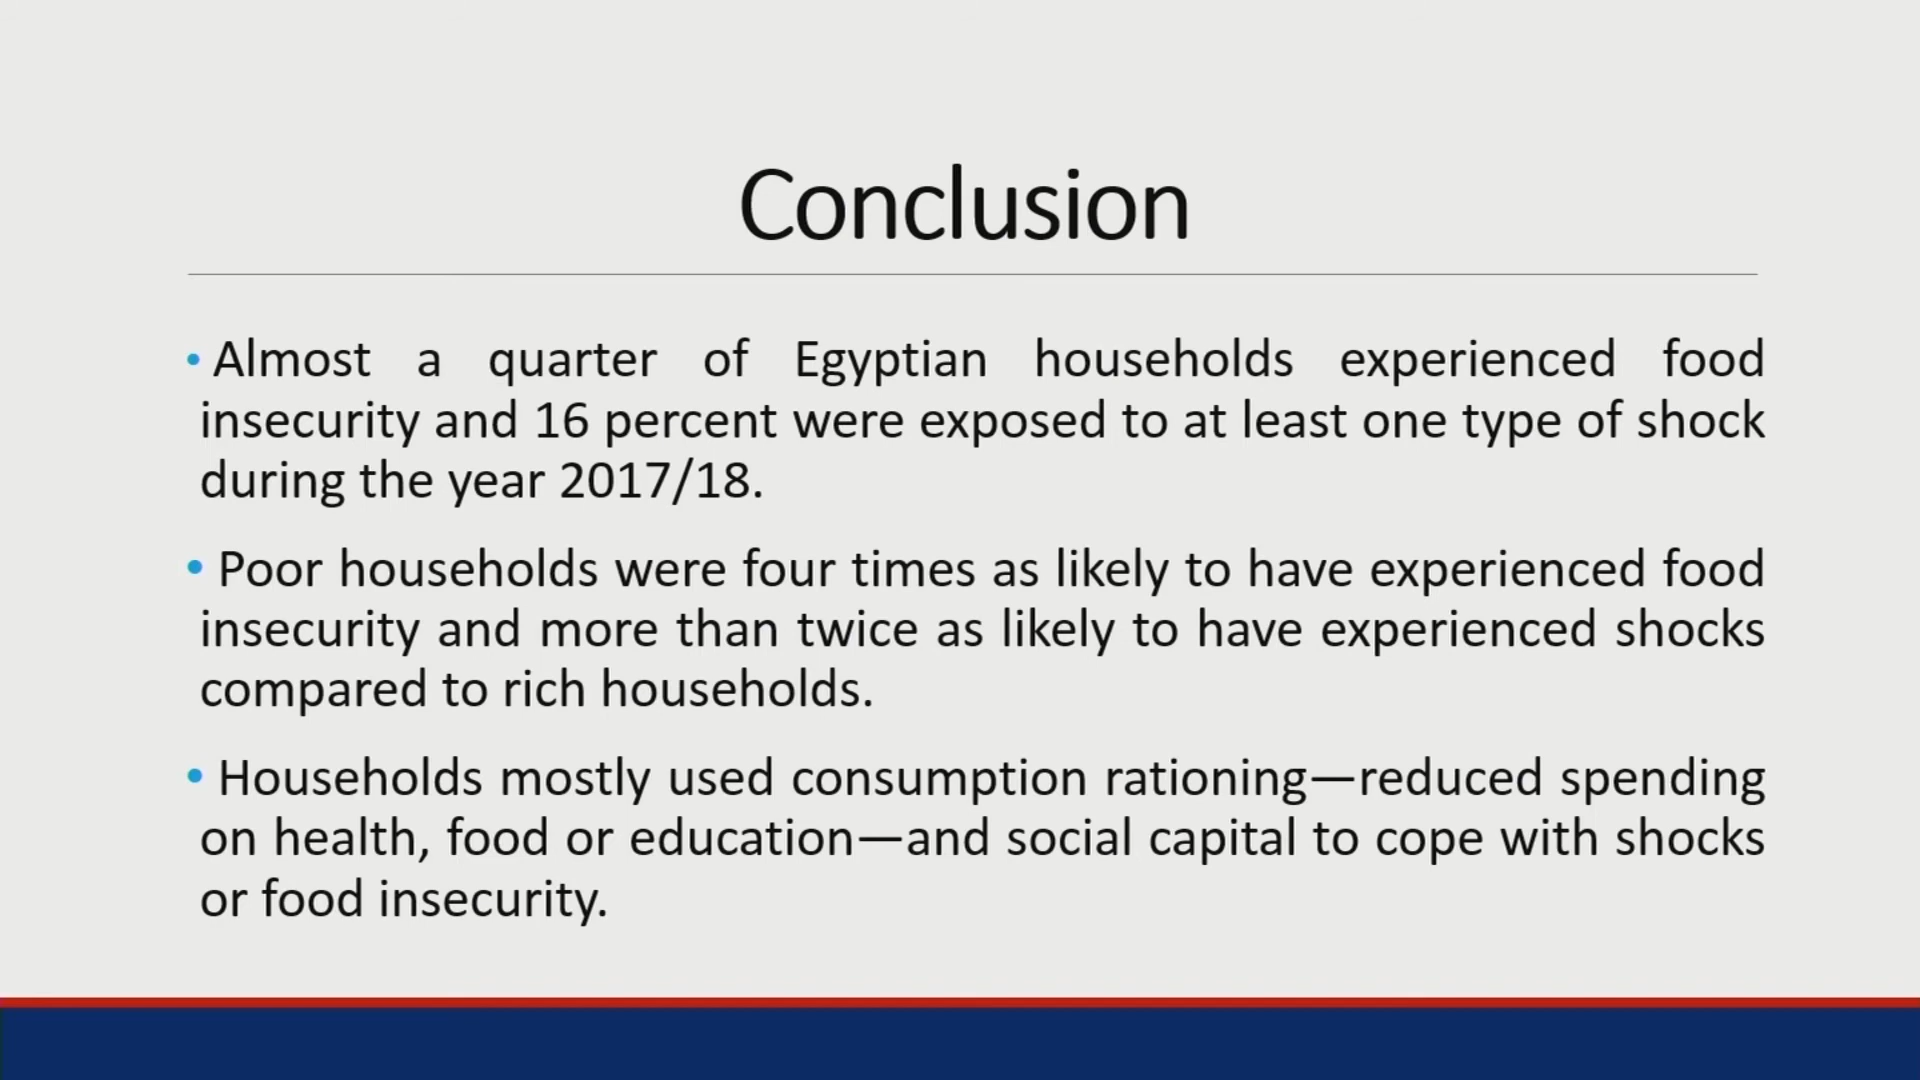 Conclusion
• Almost a quarter of Egyptian households experienced food
insecurity and 16 percent were exposed to at least one type of shock
during the year 2017/18.
• Poor households were four times as likely to have experienced food
insecurity and more than twice as likely to have experienced shocks
compared to rich households.
• Households mostly used consumption rationing—reduced spending
on health, food or education—and social capital to cope with shocks
or food insecurity.